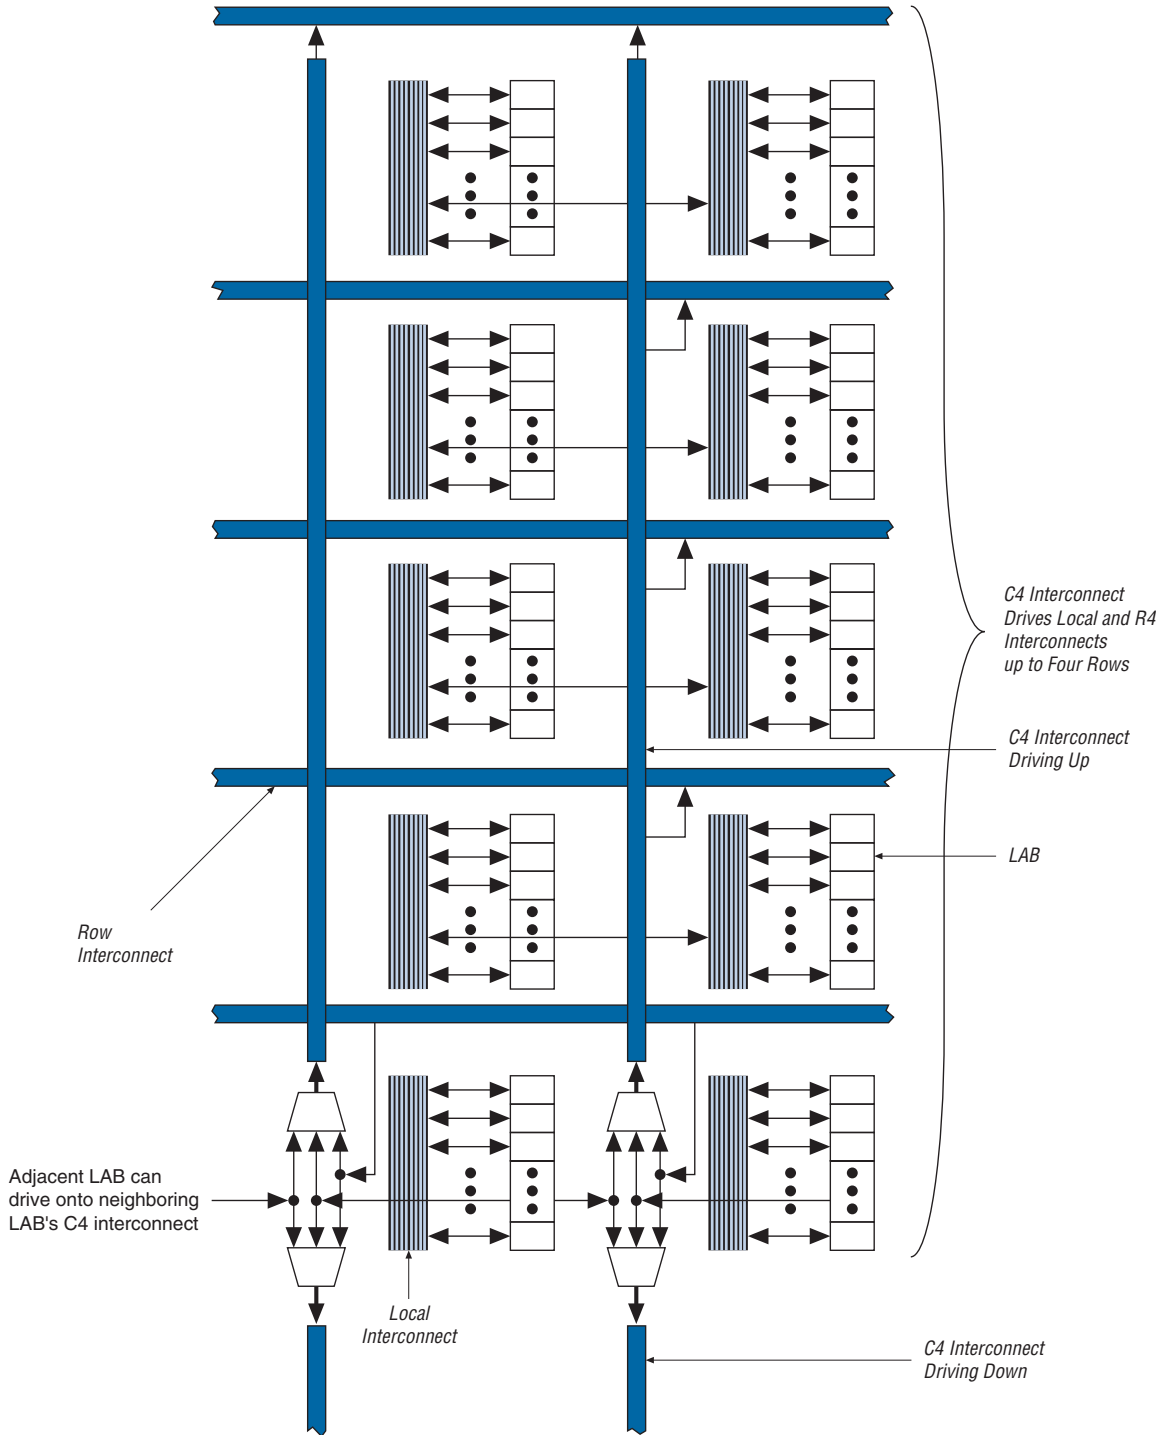 C4 Interconnect
Drives Local and R4
Interconnects
up to Four Rows
C4 Interconnect
Driving Up
LAB
Row
Interconnect
Adjacent LAB can
drive onto neighboring
LAB's C4 interconnect
Local
Interconnect
C4 Interconnect
Driving Down